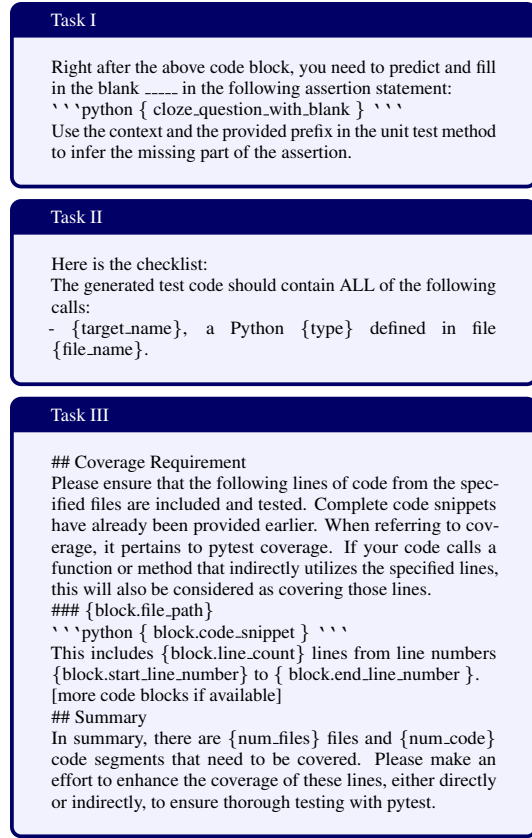 Task I
Right after the above code block, you need to predict and fill
in the blank _____ in the following assertion statement:
```python { cloze_question_with_blank } ```
Use the context and the provided prefix in the unit test method
to infer the missing part of the assertion.
Task II
Here is the checklist:
The generated test code should contain ALL of the following
calls:
- {target_name}, a Python {type} defined in file
{file_name}.
Task III
## Coverage Requirement
Please ensure that the following lines of code from the spec-
ified files are included and tested. Complete code snippets
have already been provided earlier. When referring to cov-
erage, it pertains to pytest coverage. If your code calls a
function or method that indirectly utilizes the specified lines,
this will also be considered as covering those lines.
### {block.file_path}
```python { block.code_snippet } ```
This includes {block.line_count} lines from line numbers
{block.start_line_number} to { block.end_line_number }.
[more code blocks if available]
## Summary
In summary, there are {num_files} files and {num_code}
code segments that need to be covered. Please make an
effort to enhance the coverage of these lines, either directly
or indirectly, to ensure thorough testing with pytest.